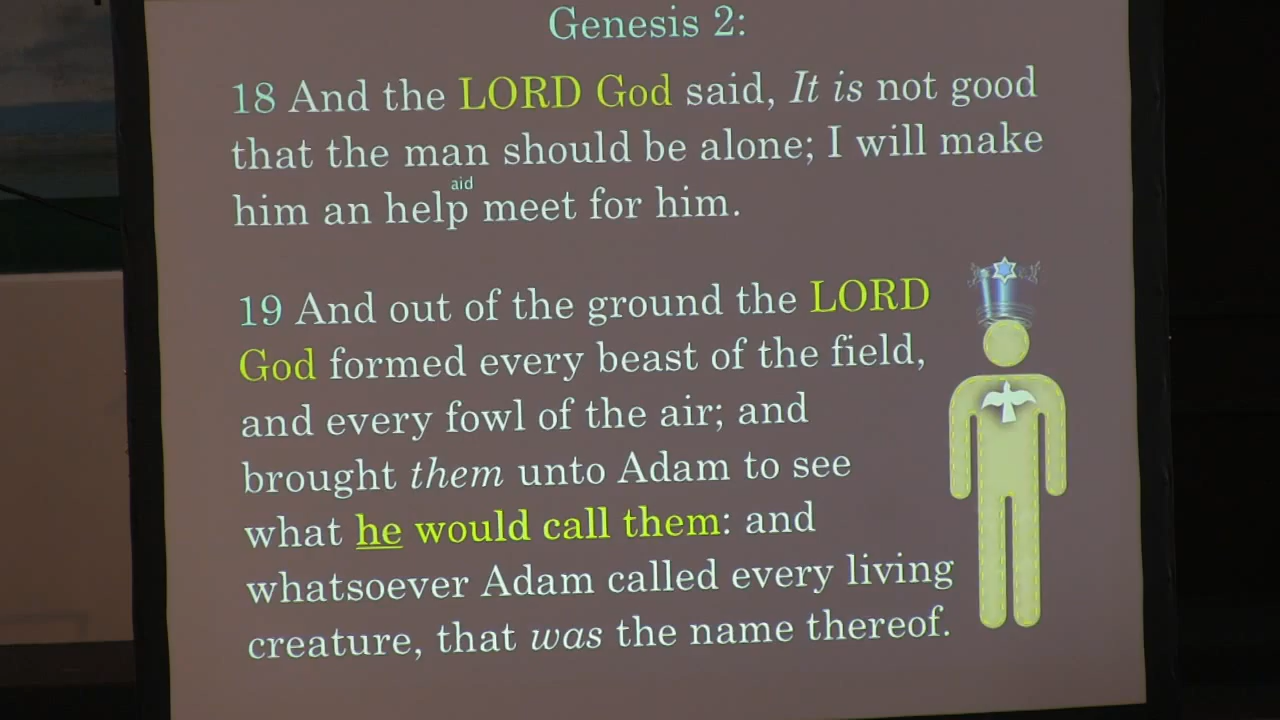 Genesis 2:
18 And the LORD God said, It is not good
that the man should be alone; I will make
aid
him an help meet for him.
19 And out of the ground the LORD
God formed every beast of the field,
and every fowl of the air; and
brought them unto Adam to see
what he would call them: and
whatsoever Adam called every living
creature, that was the name thereof.